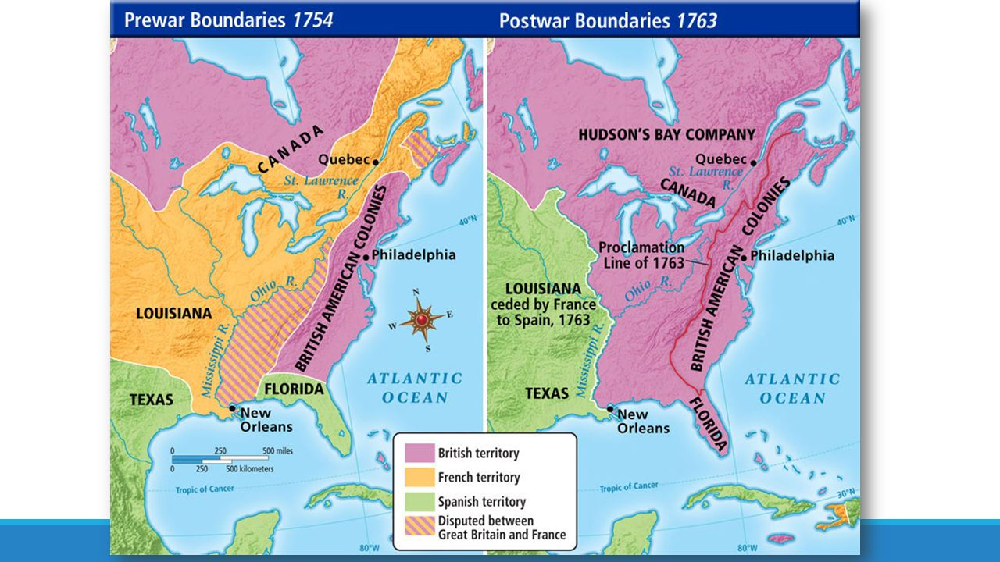 Prewar Boundaries 1754
CANADA
Quebec
St. Lawrence
R.
BRITISH AMERICAN COLONIES
40°N
Philadelphia
Ohio R.
LOUISIANA
Mississippi R.
N
W E
S
TEXAS
FLORIDA
ATLANTIC
OCEAN
New
Orleans
0 250 500 miles
0 250 500 kilometers
Tropic of Cancer
80°W
Postwar Boundaries 1763
HUDSON'S BAY COMPANY
Quebec
St. Lawrence
R.
CANADA
BRITISH AMERICAN COLONIES
40°N
Proclamation
Line of 1763
Philadelphia
Ohio R.
LOUISIANA
ceded by France
to Spain, 1763
Mississippi R.
TEXAS
ATLANTIC
OCEAN
New
Orleans
FLORIDA
Tropic of Cancer
30°N
80°W
British territory
French territory
Spanish territory
Disputed between
Great Britain and France